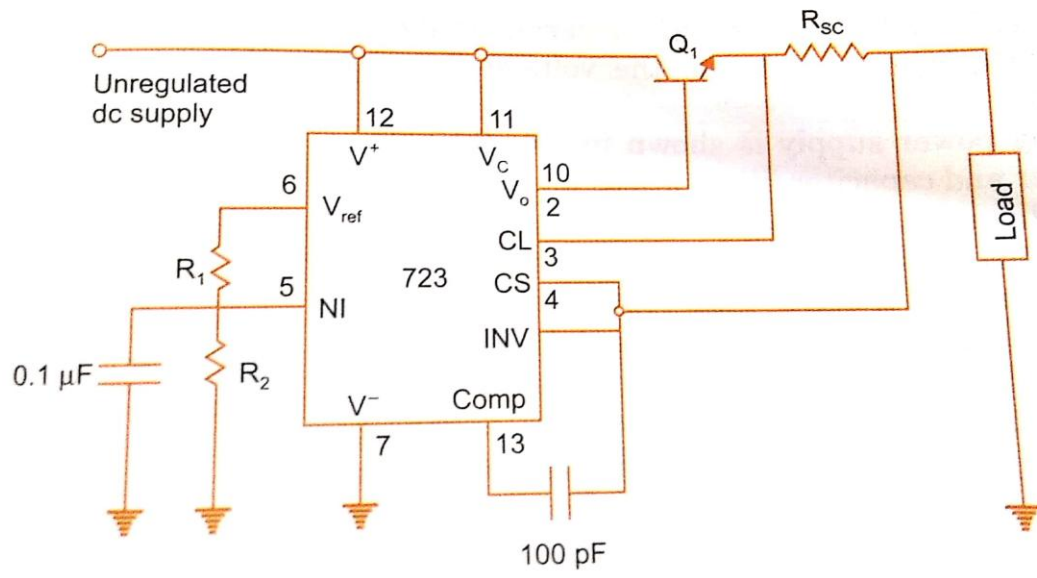 Q1
RSC
Unregulated
dc supply
12
11
V+
VC
10
6
Vo
Vref
2
CL
R1
3
723
CS
5
4
NI
INV
Load
0.1 μF
R2
V−
Comp
7
13
100 pF